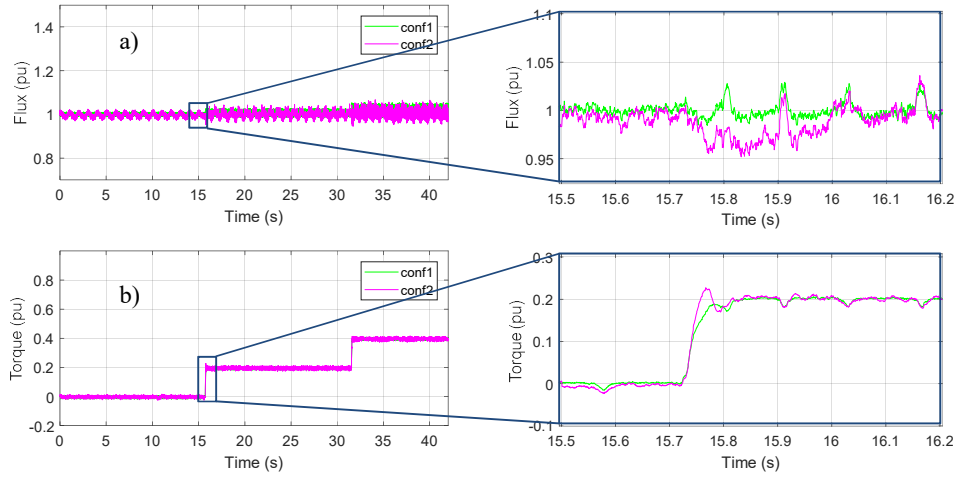 a)
Flux (pu)
1.4
1.2
1
0.8
conf1
conf2
0 5 10 15 20 25 30 35 40
Time (s)
Flux (pu)
1.1
1.05
1
0.95
15.5 15.6 15.7 15.8 15.9 16 16.1 16.2
Time (s)
b)
Torque (pu)
0.8
0.6
0.4
0.2
0
-0.2
conf1
conf2
0 5 10 15 20 25 30 35 40
Time (s)
Torque (pu)
0.3
0.2
0.1
0
-0.1
15.5 15.6 15.7 15.8 15.9 16 16.1 16.2
Time (s)